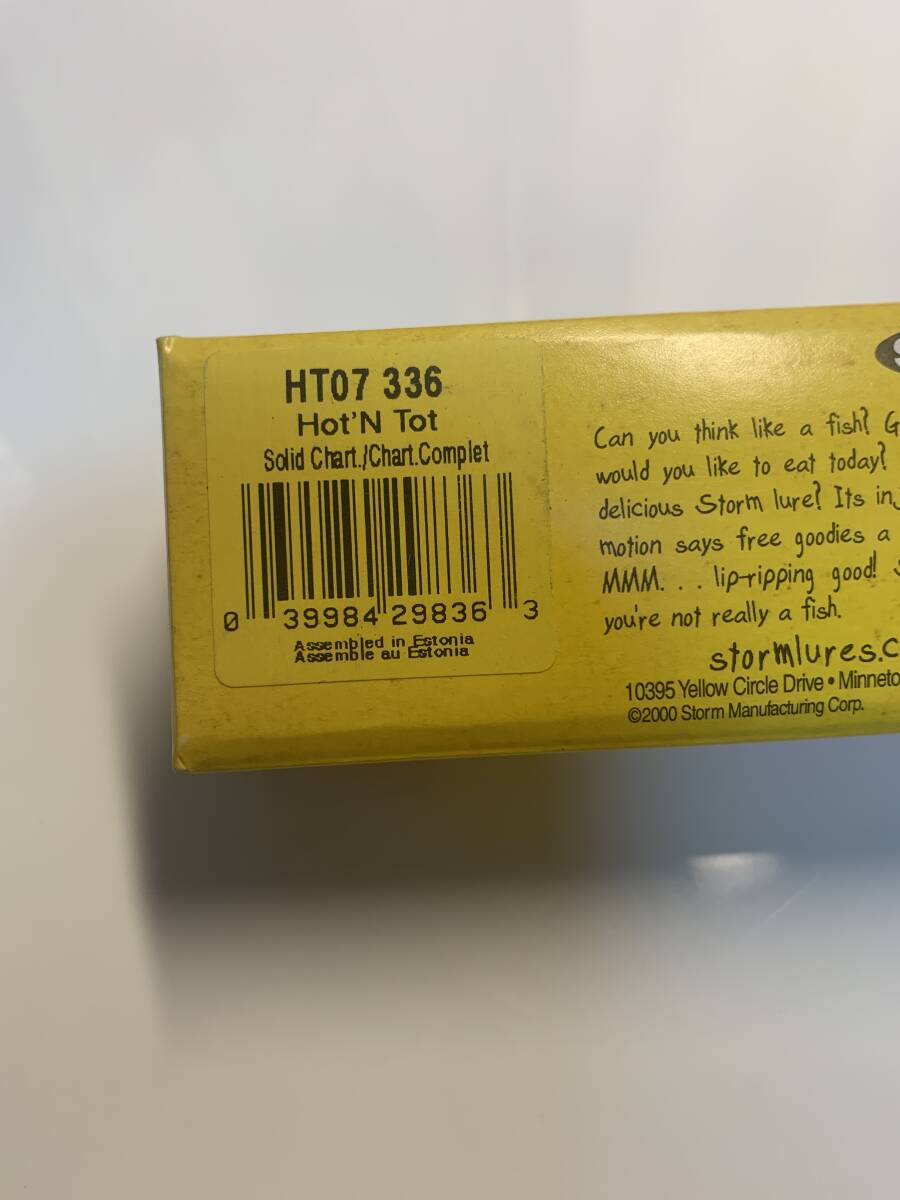 HT07 336
Hot'N Tot
Solid Chart./Chart.Complet
0 39984 29836 3
Assembled in Estonia
Assemble au Estonia
Can you think like a fish? G
would you like to eat today?
delicious Storm lure? Its in
motion says free goodies a
MMM. . . lip-ripping good!
you're not really a fish.
stormlures.c
10395 Yellow Circle Drive • Minneto
©2000 Storm Manufacturing Corp.